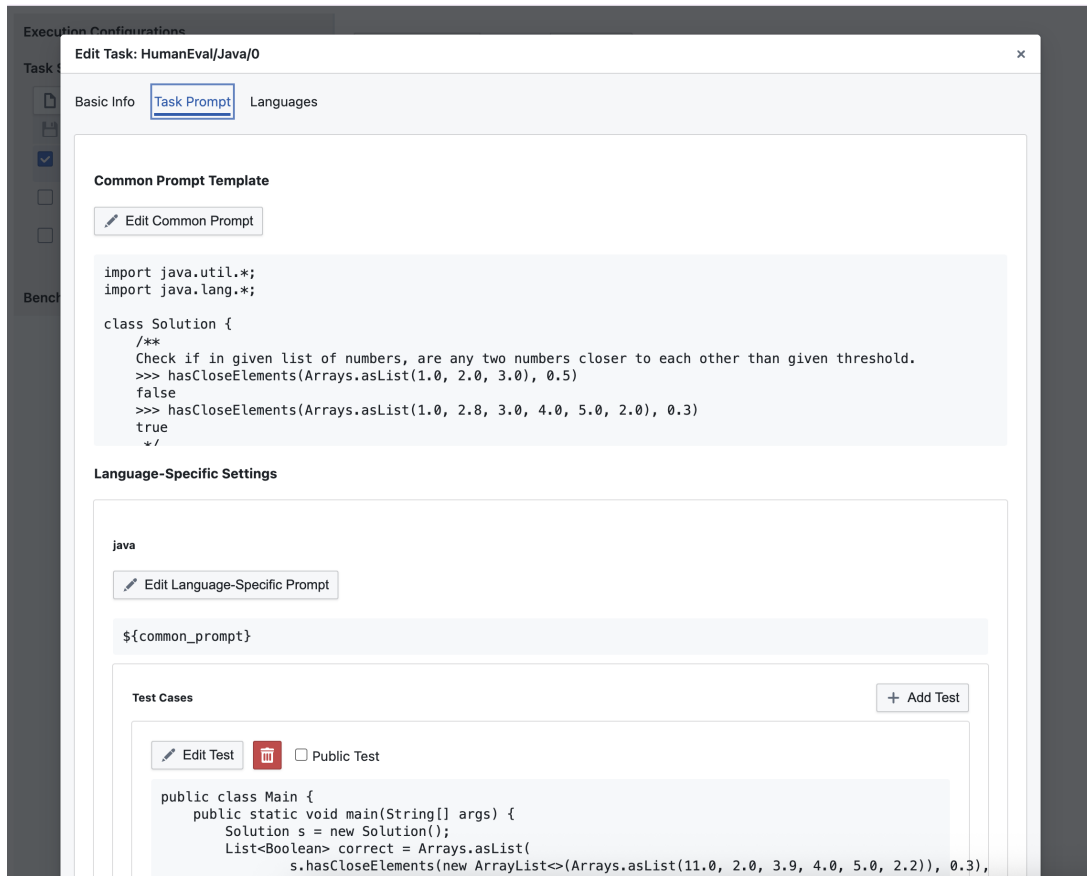 Execution Configurations
Edit Task: HumanEval/Java/0
Task S
Basic Info
Task Prompt
Languages
Common Prompt Template
Edit Common Prompt
import java.util.*;
import java.lang.*;
class Solution {
/**
Check if in given list of numbers, are any two numbers closer to each other than given threshold.
>>> hasCloseElements(Arrays.asList(1.0, 2.0, 3.0), 0.5)
false
>>> hasCloseElements(Arrays.asList(1.0, 2.8, 3.0, 4.0, 5.0, 2.0), 0.3)
true
*/
Bench
Language-Specific Settings
java
Edit Language-Specific Prompt
${common_prompt}
Test Cases
+ Add Test
Edit Test
Public Test
public class Main {
public static void main(String[] args) {
Solution s = new Solution();
List<Boolean> correct = Arrays.asList(
s.hasCloseElements(new ArrayList<>(Arrays.asList(11.0, 2.0, 3.9, 4.0, 5.0, 2.2)), 0.3),